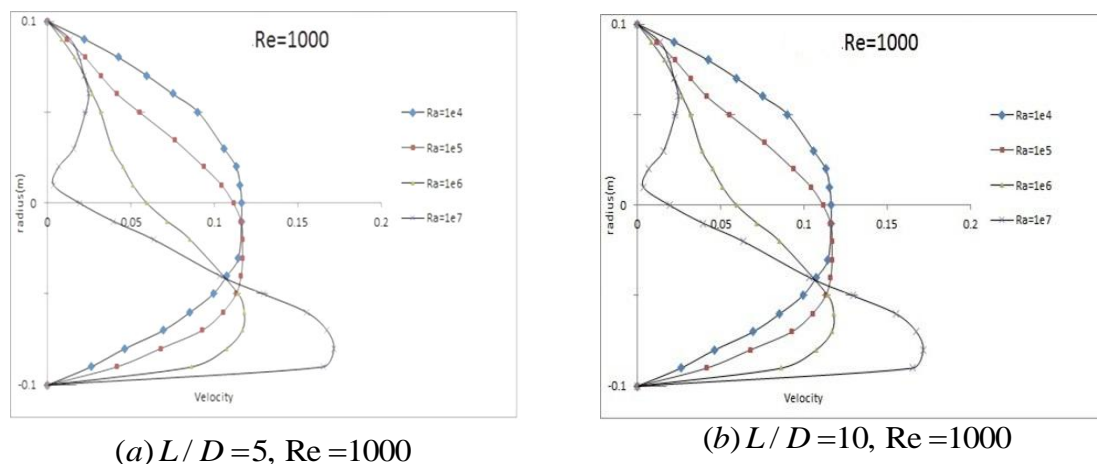 Re=1000
0.1
0
-0.1
radius(m)
0
0.05
0.1
0.15
0.2
Velocity
Ra=1e4
Ra=1e5
Ra=1e6
Ra=1e7
(a) L / D =5, Re =1000
Re=1000
0.1
0
-0.1
radius(m)
0
0.05
0.1
0.15
0.2
Velocity
Ra=1e4
Ra=1e5
Ra=1e6
Ra=1e7
(b) L / D =10, Re =1000